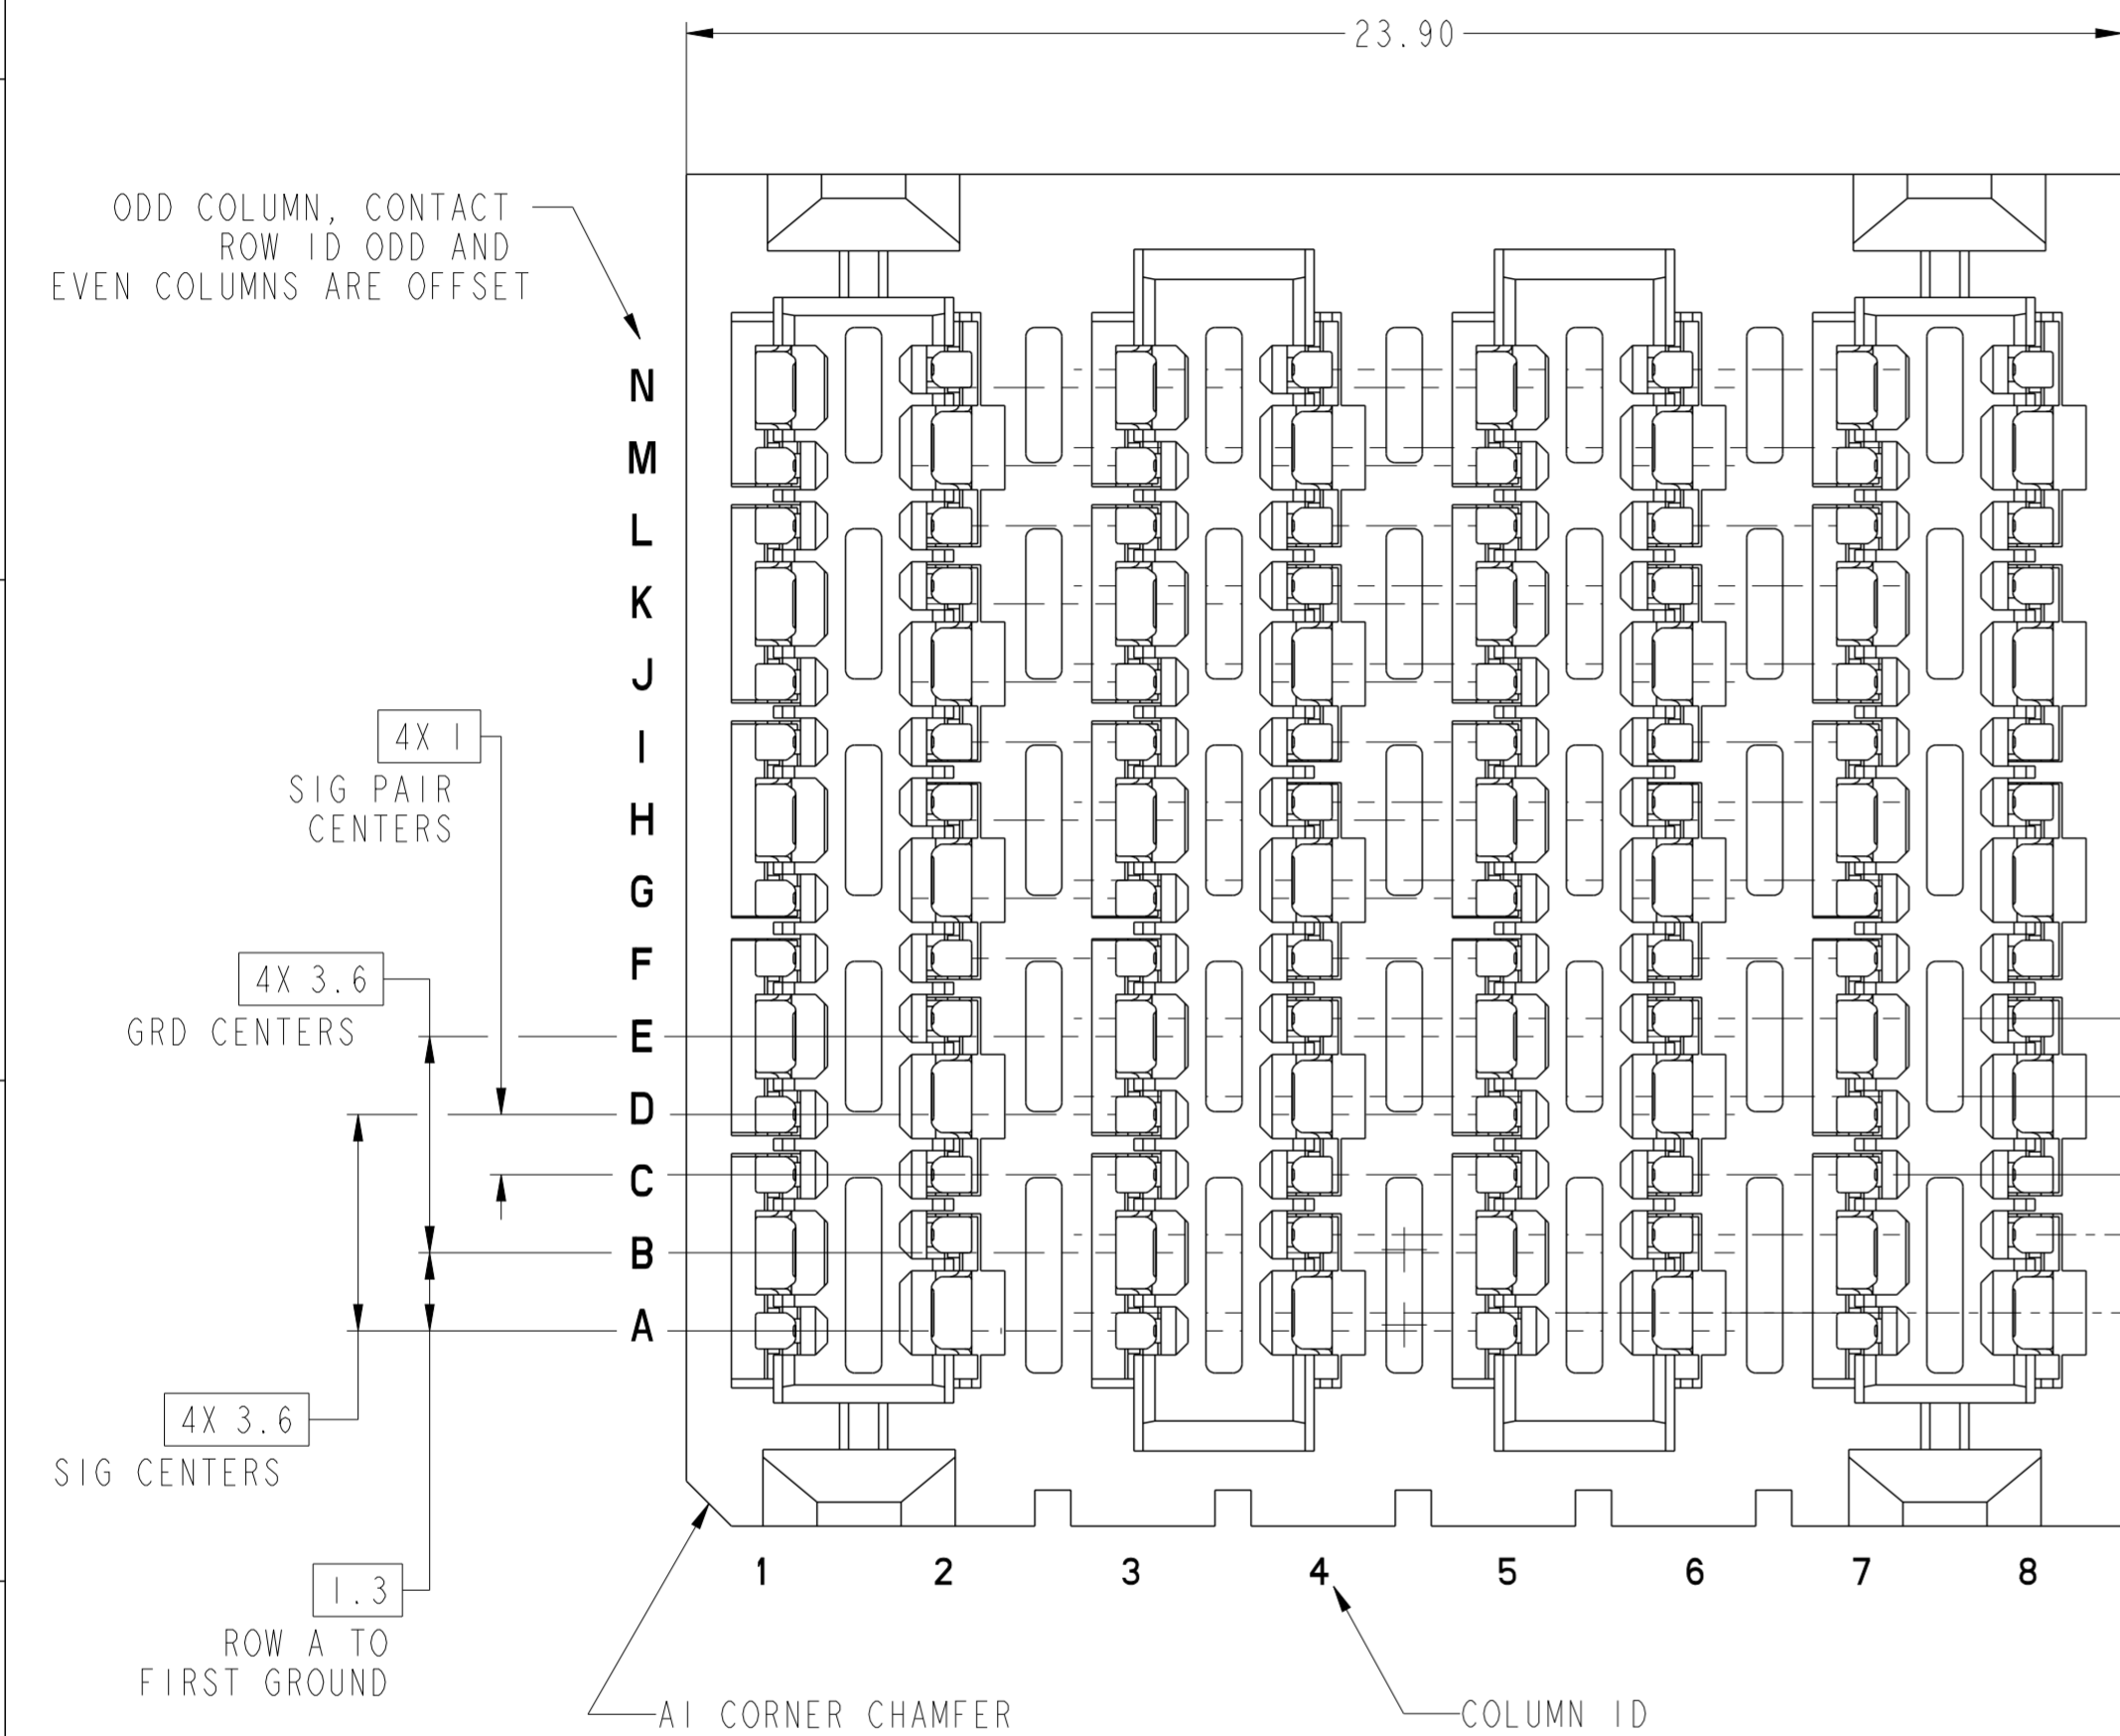 23.90
ODD COLUMN, CONTACT
ROW ID ODD AND
EVEN COLUMNS ARE OFFSET
N
M
L
K
J
I
H
G
F
E
D
C
B
A
4X 1
SIG PAIR
CENTERS
4X 3.6
GRD CENTERS
4X 3.6
SIG CENTERS
1.3
ROW A TO
FIRST GROUND
1 2 3 4 5 6 7 8
A1 CORNER CHAMFER
COLUMN ID